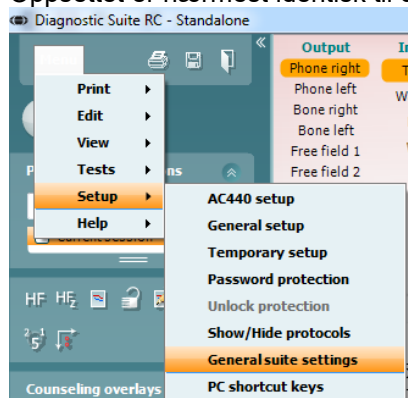 Diagnostic Suite RC - Standalone
Output
Phone right
Phone left
Bone right
Bone left
Free field 1
Free field 2
Print
Edit
View
Tests
Setup
Help
AC440 setup
General setup
Temporary setup
Password protection
Unlock protection
Show/Hide protocols
General suite settings
PC shortcut keys
HF HFz
Counseling overlays